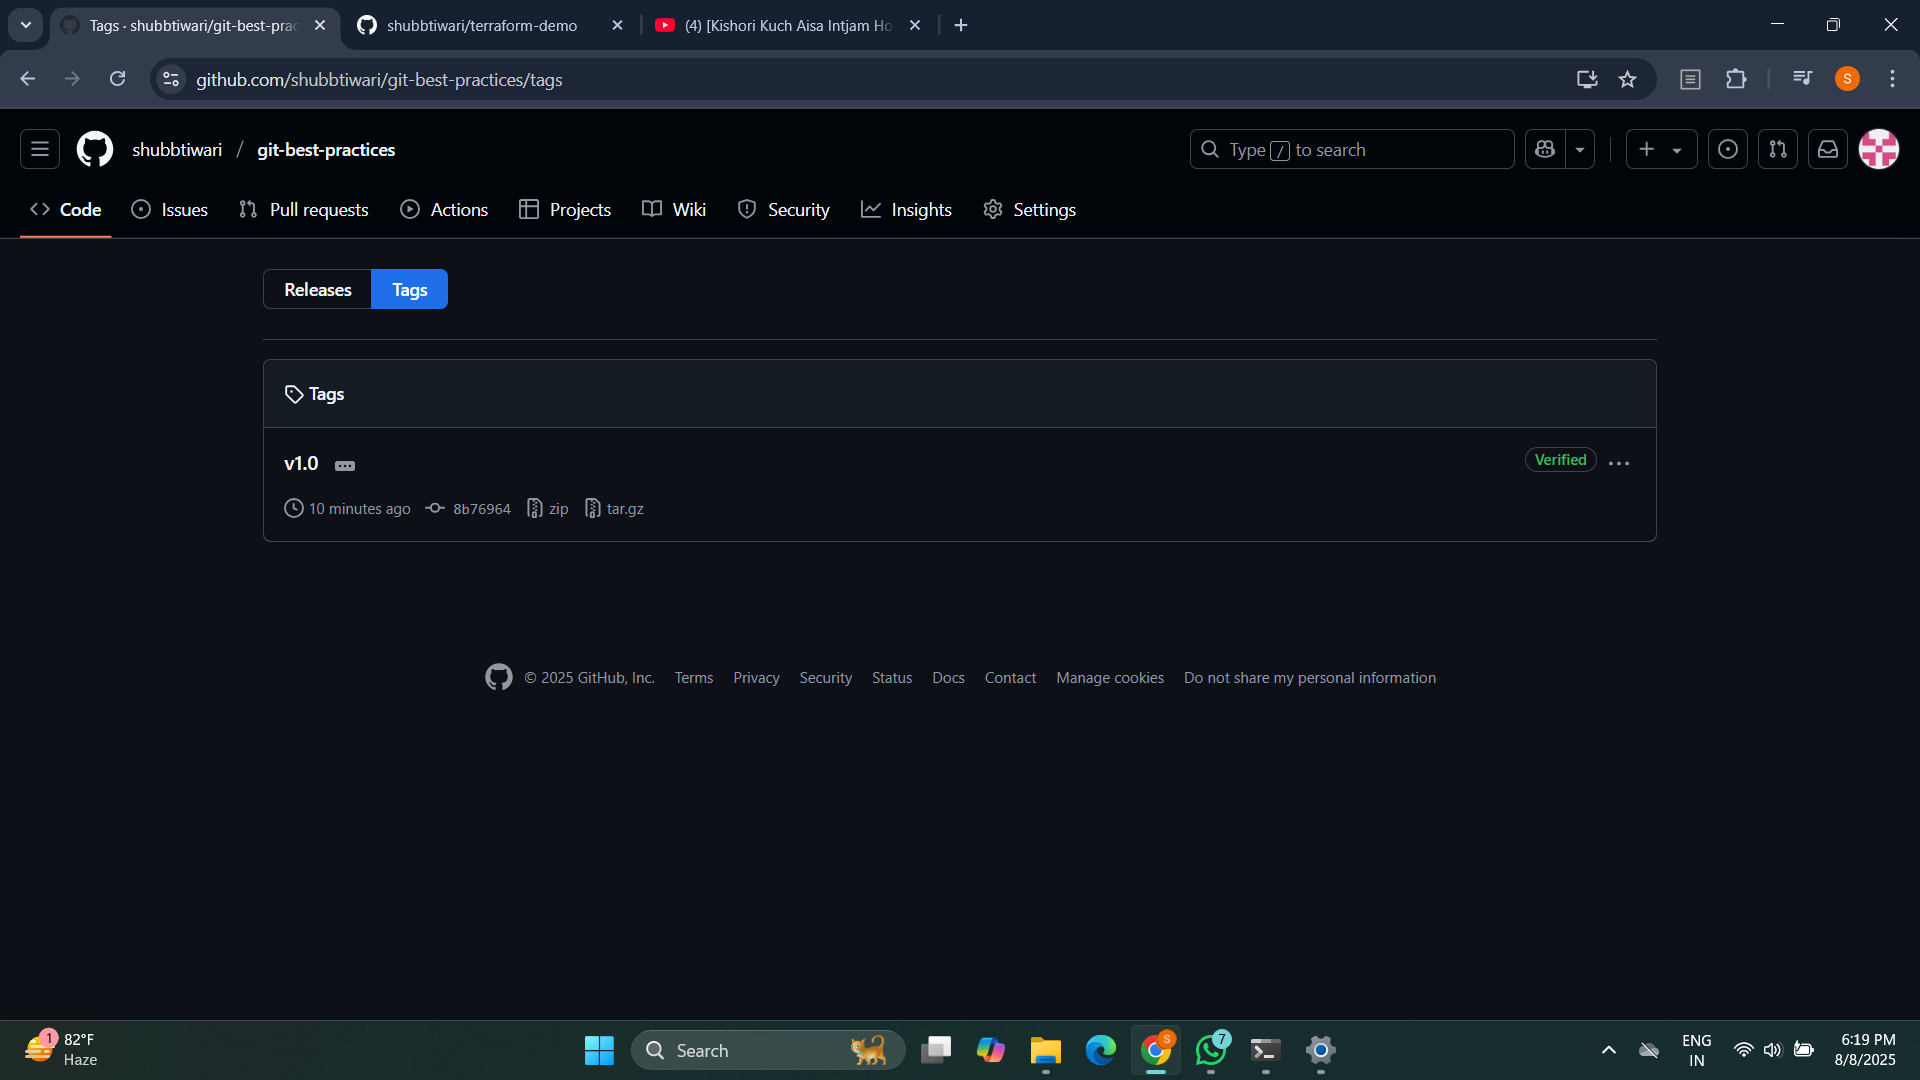 Tags · shubbtiwari/git-best-prac
shubbtiwari/terraform-demo
(4) [Kishori Kuch Aisa Intjam Ho
github.com/shubbtiwari/git-best-practices/tags
S
shubbtiwari / git-best-practices
Type / to search
Code
Issues
Pull requests
Actions
Projects
Wiki
Security
Insights
Settings
Releases
Tags
Tags
v1.0
Verified
10 minutes ago
8b76964
zip
tar.gz
© 2025 GitHub, Inc.
Terms
Privacy
Security
Status
Docs
Contact
Manage cookies
Do not share my personal information
1
82°F
Haze
Search
S
7
ENG
IN
6:19 PM
8/8/2025